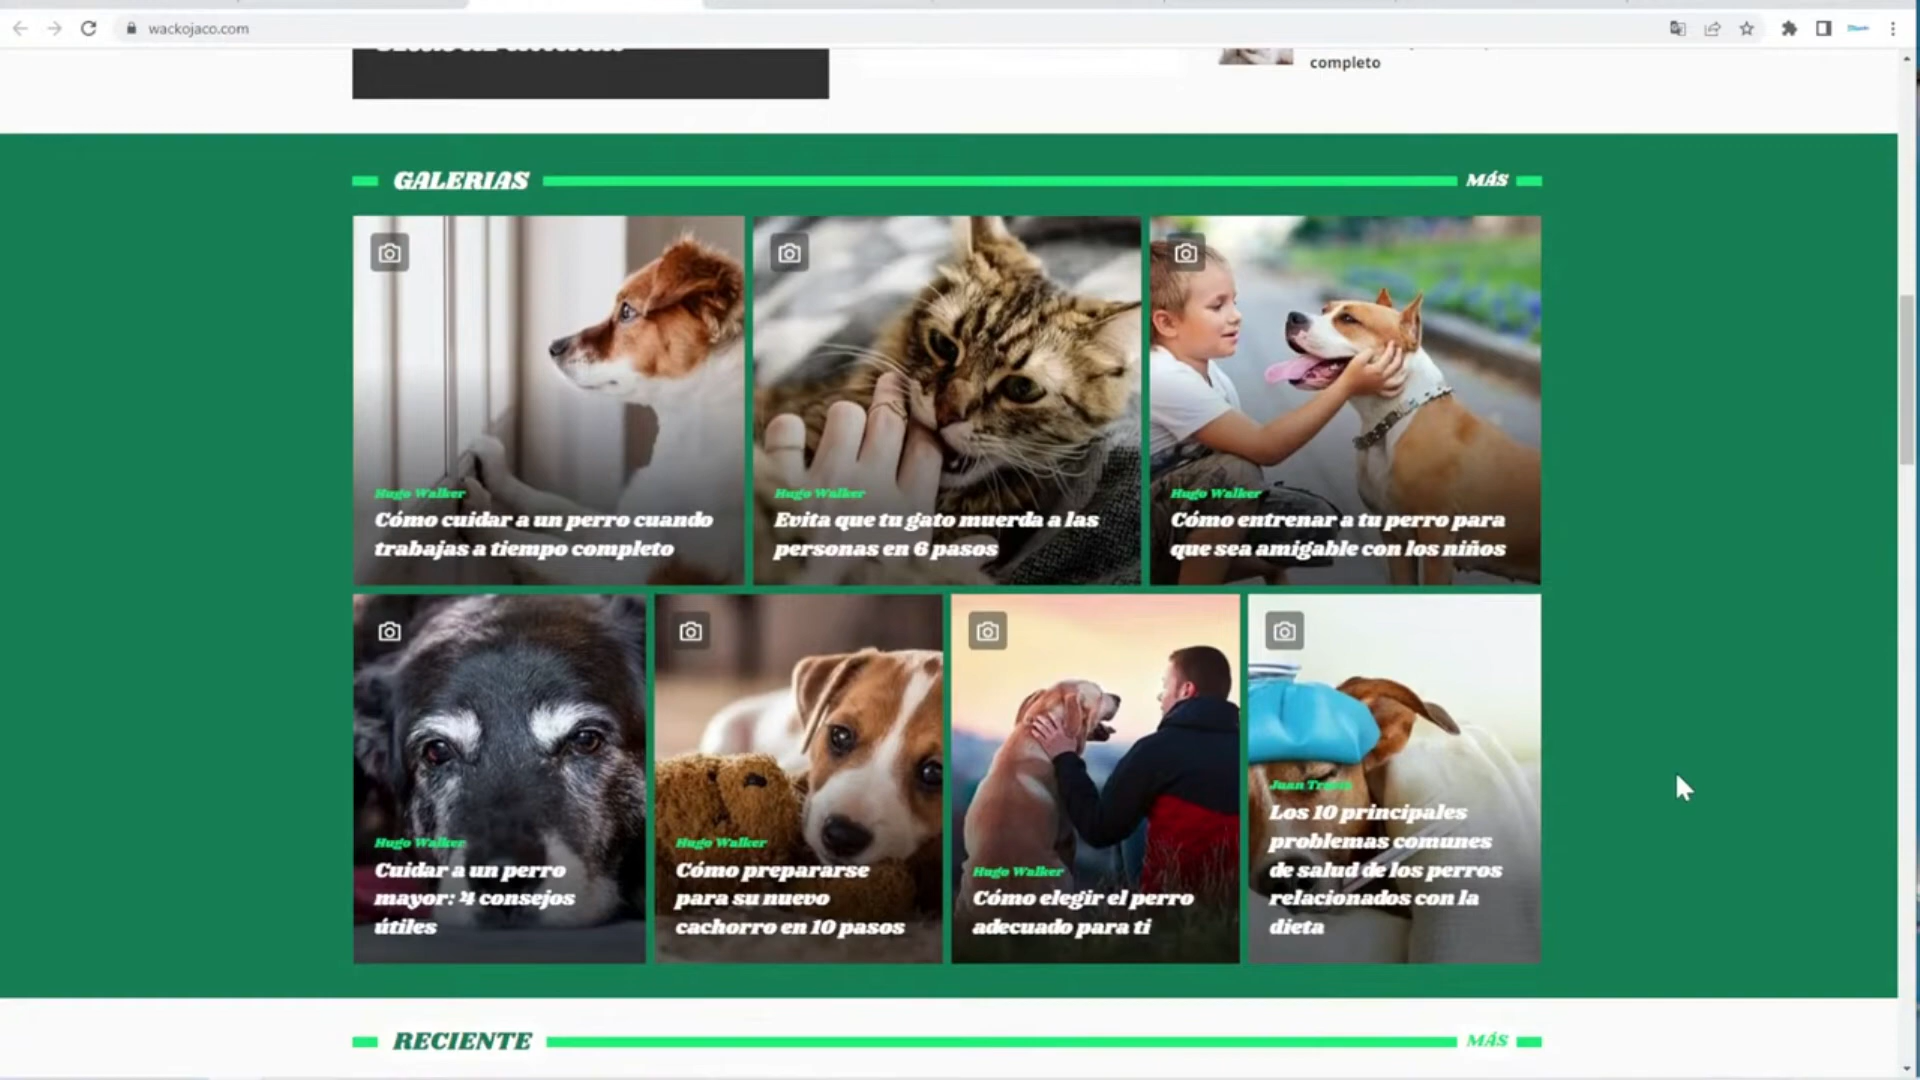 wackojaco.com
completo
GALERIAS
MÁS
Hugo Walker
Cómo cuidar a un perro cuando
trabajas a tiempo completo
Hugo Walker
Evita que tu gato muerda a las
personas en 6 pasos
Hugo Walker
Cómo entrenar a tu perro para
que sea amigable con los niños
Hugo Walker
Cuidar a un perro
mayor: 4 consejos
útiles
Hugo Walker
Cómo prepararse
para su nuevo
cachorro en 10 pasos
Hugo Walker
Cómo elegir el perro
adecuado para ti
Juan
Los 10 principales
problemas comunes
de salud de los perros
relacionados con la
dieta
RECIENTE
MÁS